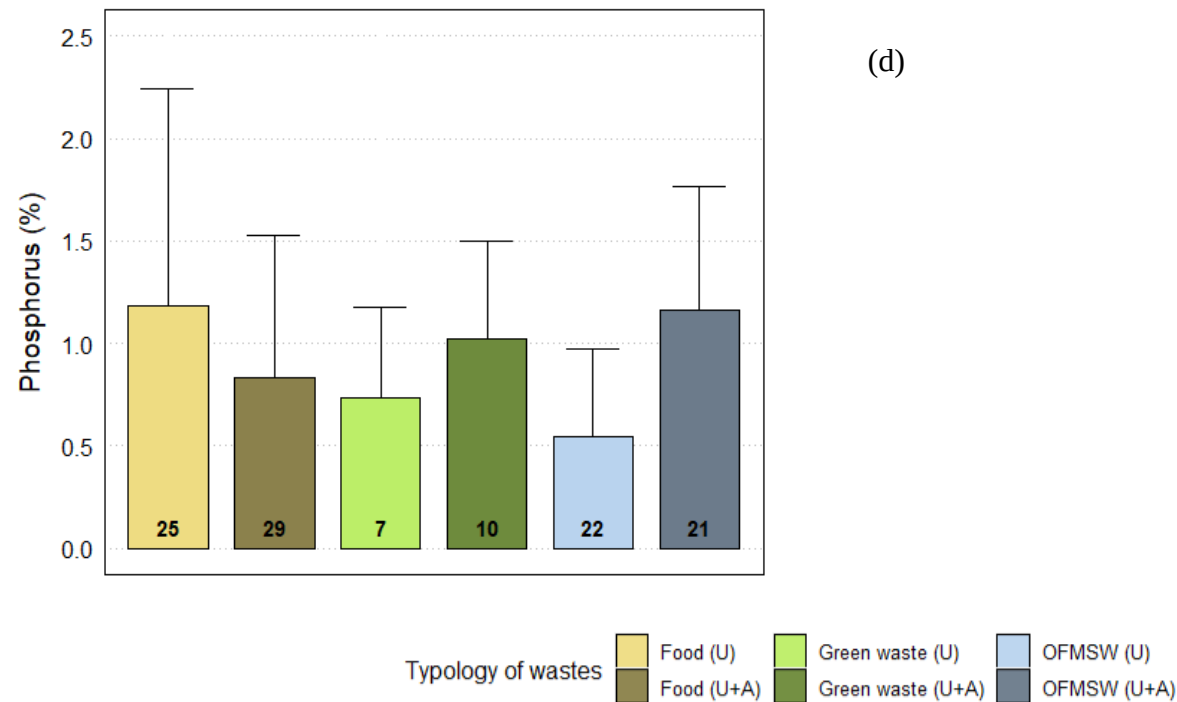 2.5
(d)
2.0
1.5
1.0
0.5
0.0
Phosphorus (%)
25 29 7 10 22 21
Typology of wastes
Food (U) Green waste (U) OFMSW (U)
Food (U+A) Green waste (U+A) OFMSW (U+A)